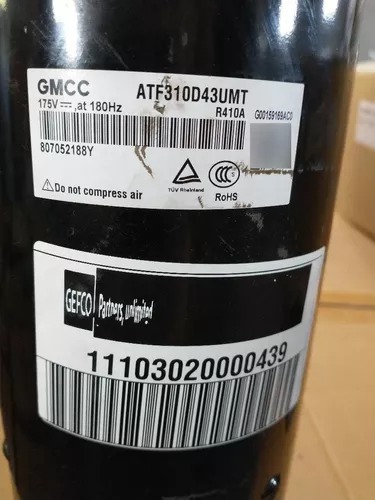 GMCC ATF310D43UMT
175V ⎓,at 180Hz R410A G00159169AC0
807052188Y
⚠Do not compress air
TÜV Rheinland
CCC
RoHS
GEFCO Partners, unlimited
11103020000439